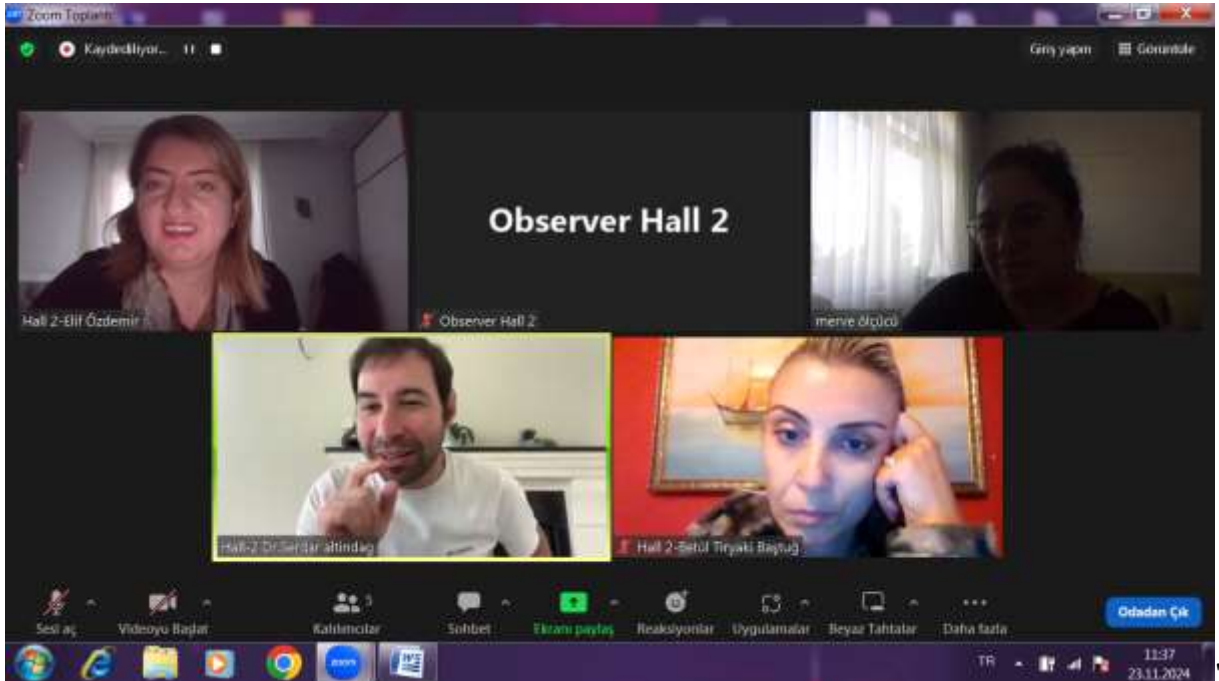 Zoom Toplantı
Kaydediliyor...
Giriş yapın
Görüntüle
Hall 2-Elif Özdemir
Observer Hall 2
Observer Hall 2
merve ölçücü
Hall-2 Dr.Serdar altindag
Hall 2-Betül Tiryaki Baştuğ
Sesi aç
Videoyu Başlat
Katılımcılar
5
Sohbet
Ekranı paylaş
Reaksiyonlar
Uygulamalar
Beyaz Tahtalar
Daha fazla
Odadan Çık
zoom
TR
11:37
23.11.2024